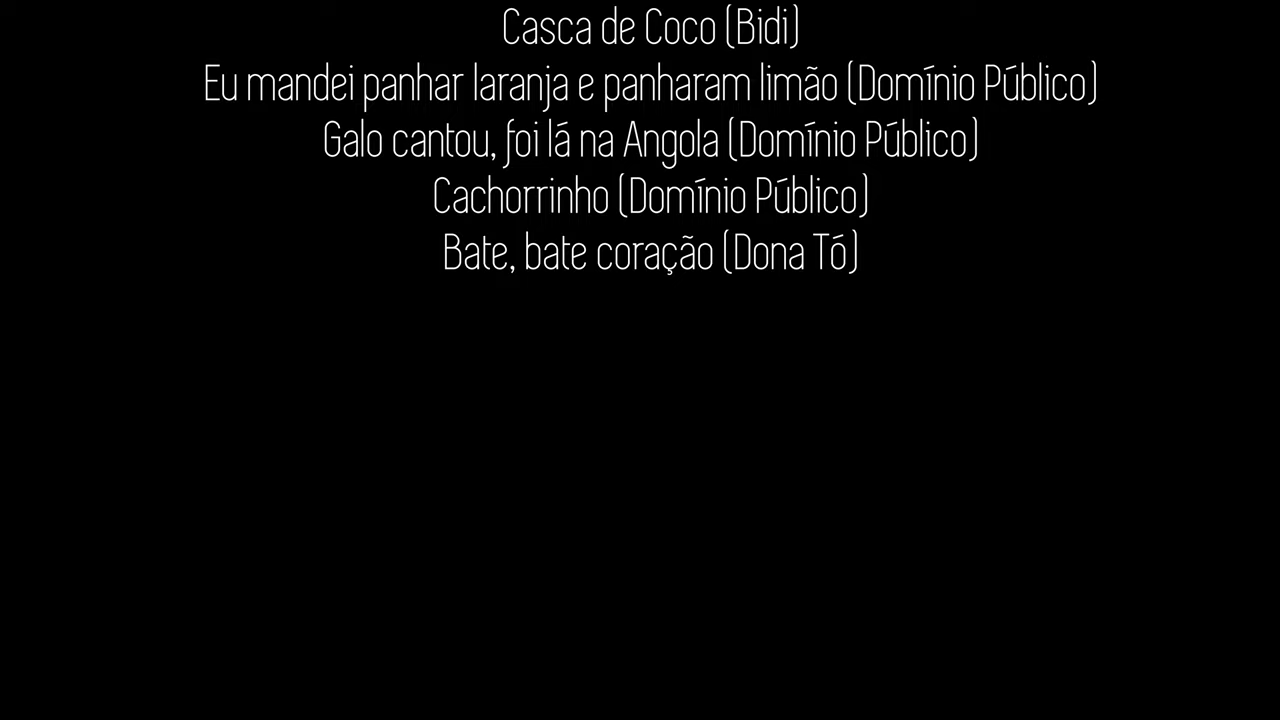 Casca de Coco (Bidi)
Eu mandei panhar laranja e panharam limão (Domínio Público)
Galo cantou, foi lá na Angola (Domínio Público)
Cachorrinho (Domínio Público)
Bate, bate coração (Dona Tó)